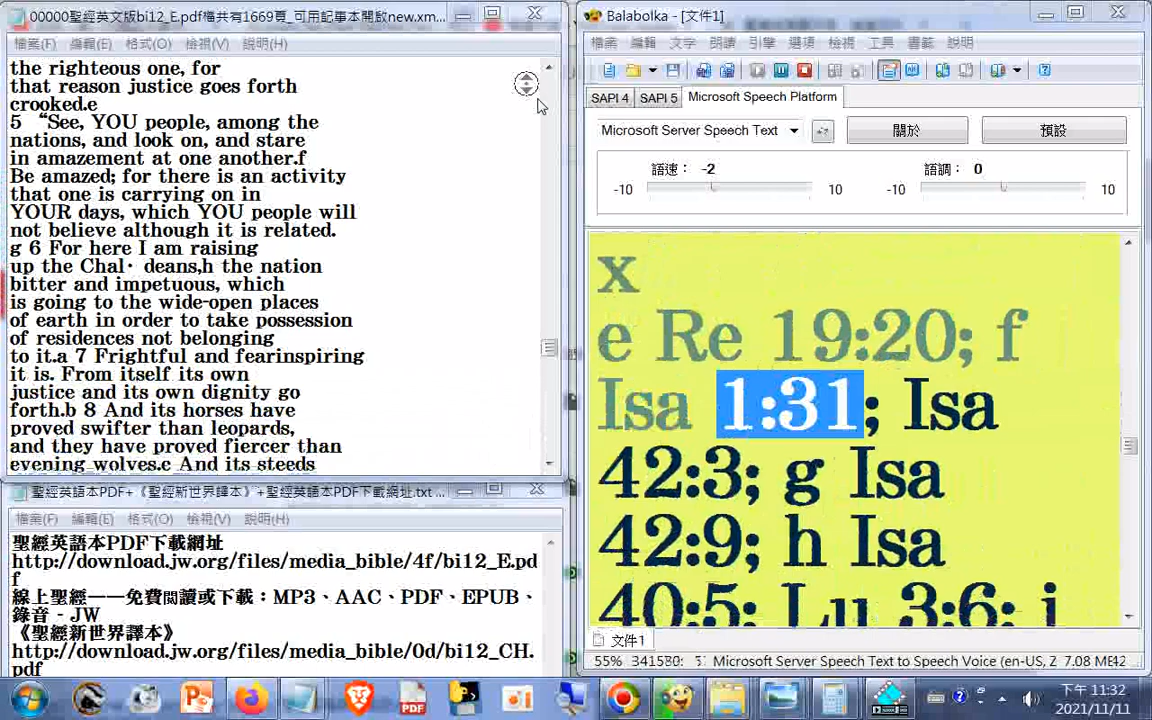 00000聖經英文版bi12_E.pdf檔共有1669頁_可用記事本開啟new.xm...
檔案(F) 編輯(E) 格式(O) 檢視(V) 說明(H)
the righteous one, for
that reason justice goes forth
crooked.e
5 “See, YOU people, among the
nations, and look on, and stare
in amazement at one another.f
Be amazed; for there is an activity
that one is carrying on in
YOUR days, which YOU people will
not believe although it is related.
g 6 For here I am raising
up the Chal· deans,h the nation
bitter and impetuous, which
is going to the wide-open places
of earth in order to take possession
of residences not belonging
to it.a 7 Frightful and fearinspiring
it is. From itself its own
justice and its own dignity go
forth.b 8 And its horses have
proved swifter than leopards,
and they have proved fiercer than
evening wolves.c And its steeds
聖經英語本PDF+《聖經新世界譯本》+聖經英語本PDF下載網址.txt ...
檔案(F) 編輯(E) 格式(O) 檢視(V) 說明(H)
聖經英語本PDF下載網址
http://download.jw.org/files/media_bible/4f/bi12_E.pd
f
線上聖經——免費閱讀或下載：MP3、AAC、PDF、EPUB、
錄音 - JW
《聖經新世界譯本》
http://download.jw.org/files/media_bible/0d/bi12_CH.
pdf
Balabolka - [文件1]
檔案 編輯 文字 閱讀 引擎 選項 檢視 工具 書籤 說明
SAPI 4 SAPI 5 Microsoft Speech Platform
Microsoft Server Speech Text 關於 預設
語速： -2 語調： 0
-10 10 -10 10
x
e Re 19:20; f
Isa 1:31; Isa
42:3; g Isa
42:9; h Isa
40:5; Lu 3:6; i
文件1
55% Microsoft Server Speech Text to Speech Voice (en-US, Z 7.08 ME
PDF
下午 11:32
2021/11/11